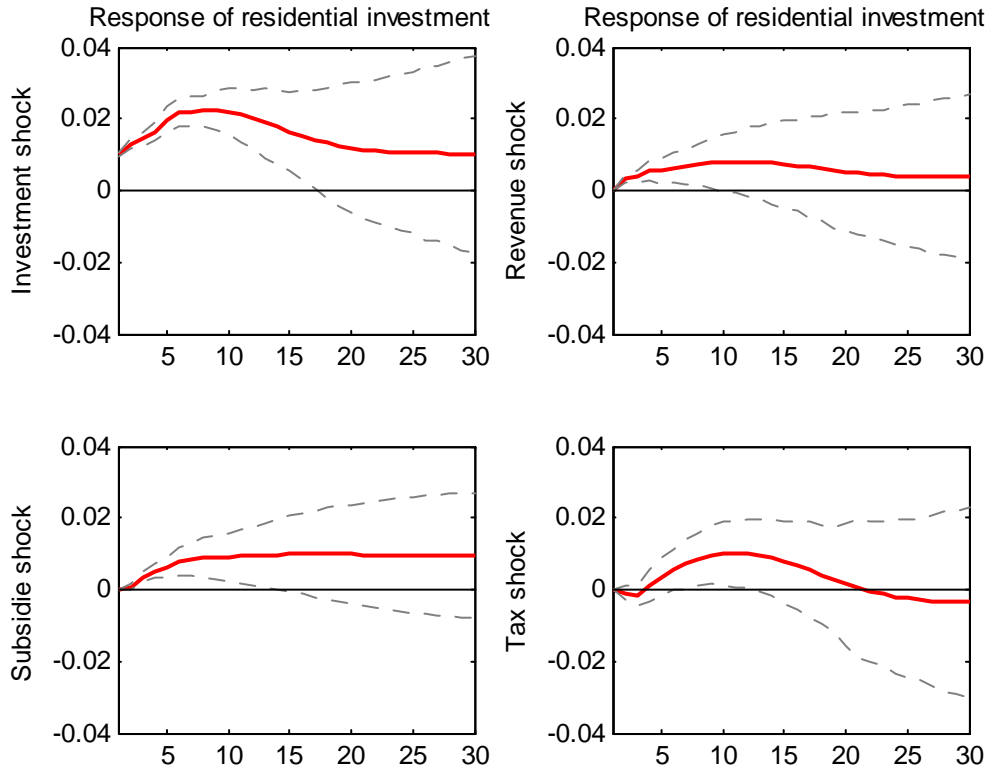 Response of residential investment
Response of residential investment
Investment shock
0.04
0.02
0
-0.02
-0.04
5 10 15 20 25 30
Revenue shock
0.04
0.02
0
-0.02
-0.04
5 10 15 20 25 30
Subsidie shock
0.04
0.02
0
-0.02
-0.04
5 10 15 20 25 30
Tax shock
0.04
0.02
0
-0.02
-0.04
5 10 15 20 25 30